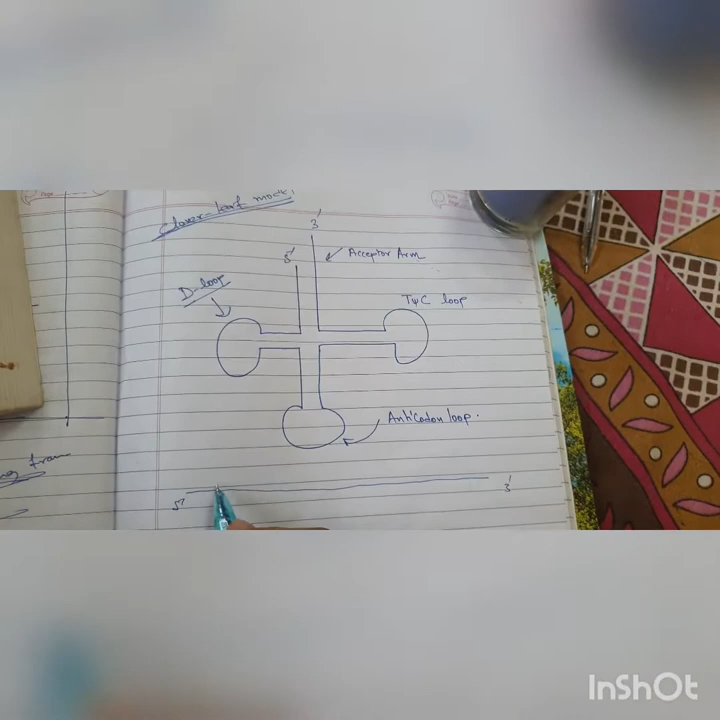 Clover-leaf model
3'
5'
Acceptor Arm
D-loop
TψC loop
Anticodon loop.
3'
5'
InShOt